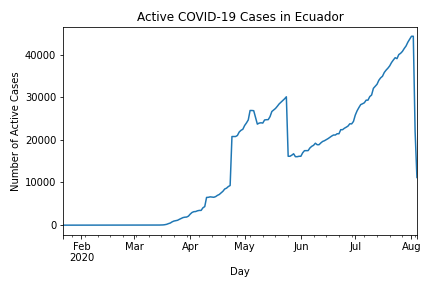 Active COVID-19 Cases in Ecuador
Number of Active Cases
40000
30000
20000
10000
0
Feb
2020
Mar
Apr
May
Jun
Jul
Aug
Day